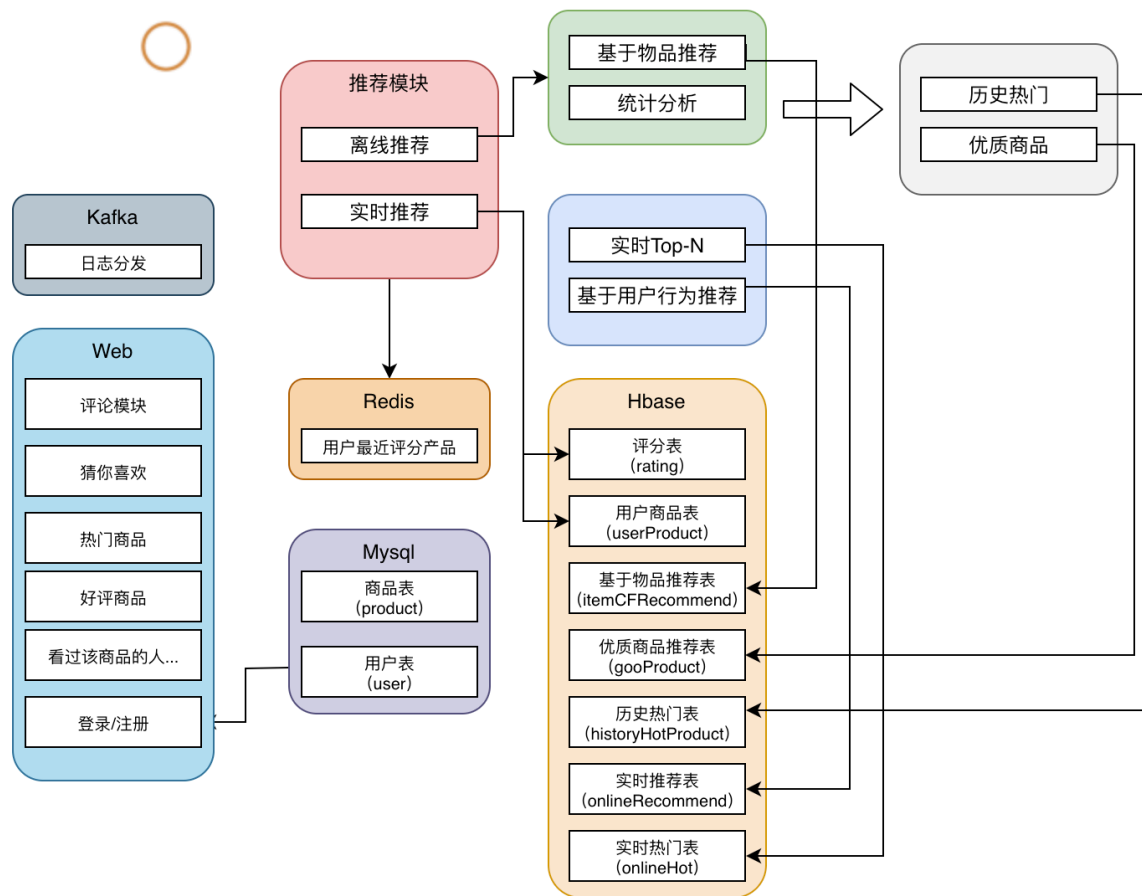 推荐模块
离线推荐
实时推荐
基于物品推荐
统计分析
历史热门
优质商品
Kafka
日志分发
实时Top-N
基于用户行为推荐
Web
评论模块
猜你喜欢
热门商品
好评商品
看过该商品的人...
登录/注册
Redis
用户最近评分产品
Mysql
商品表
(product)
用户表
(user)
Hbase
评分表
(rating)
用户商品表
(userProduct)
基于物品推荐表
(itemCFRecommend)
优质商品推荐表
(gooProduct)
历史热门表
(historyHotProduct)
实时推荐表
(onlineRecommend)
实时热门表
(onlineHot)